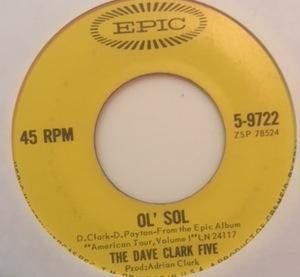 EPIC
45 RPM
5-9722
ZSP 78524
OL' SOL
D.Clark-D.Payton-From the Epic Album
"American Tour, Volume I" LN 24117
THE DAVE CLARK FIVE
Prod: Adrian Clark